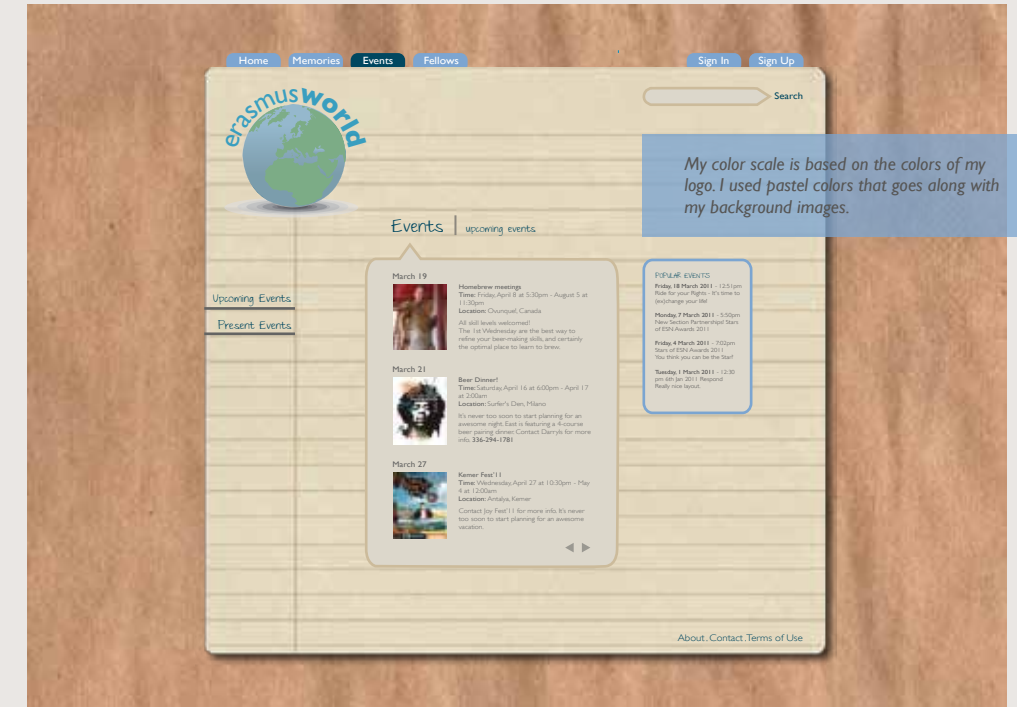 Home Memories Events Fellows Sign In Sign Up
erasmusworld
Search
My color scale is based on the colors of my
logo. I used pastel colors that goes along with
my background images.
Events | upcoming events
Upcoming Events
Present Events
March 19
Homebrew meetings
Time: Friday, April 8 at 5:30pm - August 5 at
11:30pm
Location: Ovunquel, Canada
All skill levels welcomed!
The 1st Wednesday are the best way to
refine your beer-making skills, and certainly
the optimal place to learn to brew.
March 21
Beer Dinner!
Time: Saturday, April 16 at 6:00pm - April 17
at 2:00am
Location: Surfer's Den, Milano
It's never too soon to start planning for an
awesome night. East is featuring a 4-course
beer pairing dinner. Contact Darryls for more
info. 336-294-1781
March 27
Kemer Fest'11
Time: Wednesday, April 27 at 10:30pm - May
4 at 12:00am
Location: Antalya, Kemer
Contact Joy Fest'11 for more info. It's never
too soon to start planning for an awesome
vacation.
POPULAR EVENTS
Friday, 18 March 2011 - 12:51pm
Ride for your Rights - It's time to
(ex)change your life!
Monday, 7 March 2011 - 5:50pm
New Section Partnerships! Stars
of ESN Awards 2011
Friday, 4 March 2011 - 7:02pm
Stars of ESN Awards 2011
You think you can be the Star?
Tuesday, 1 March 2011 - 12:30
pm 6th Jan 2011 Respond
Really nice layout.
About . Contact . Terms of Use